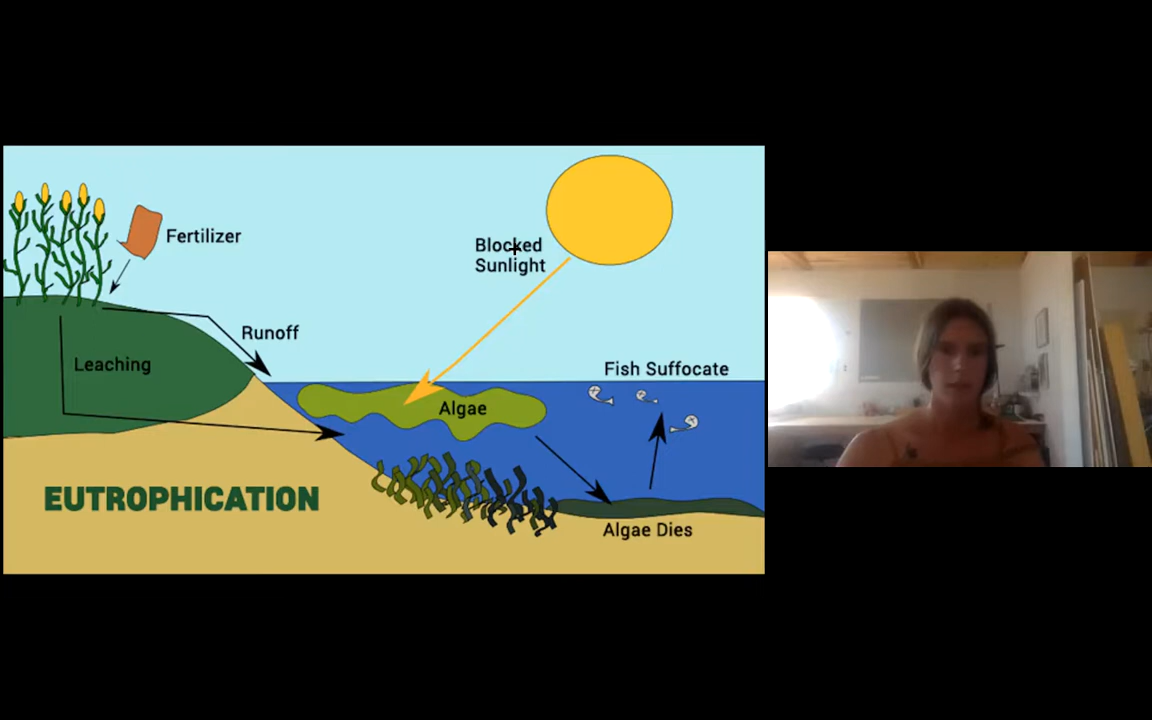 Fertilizer
Blocked
Sunlight
Runoff
Leaching
Fish Suffocate
Algae
EUTROPHICATION
Algae Dies